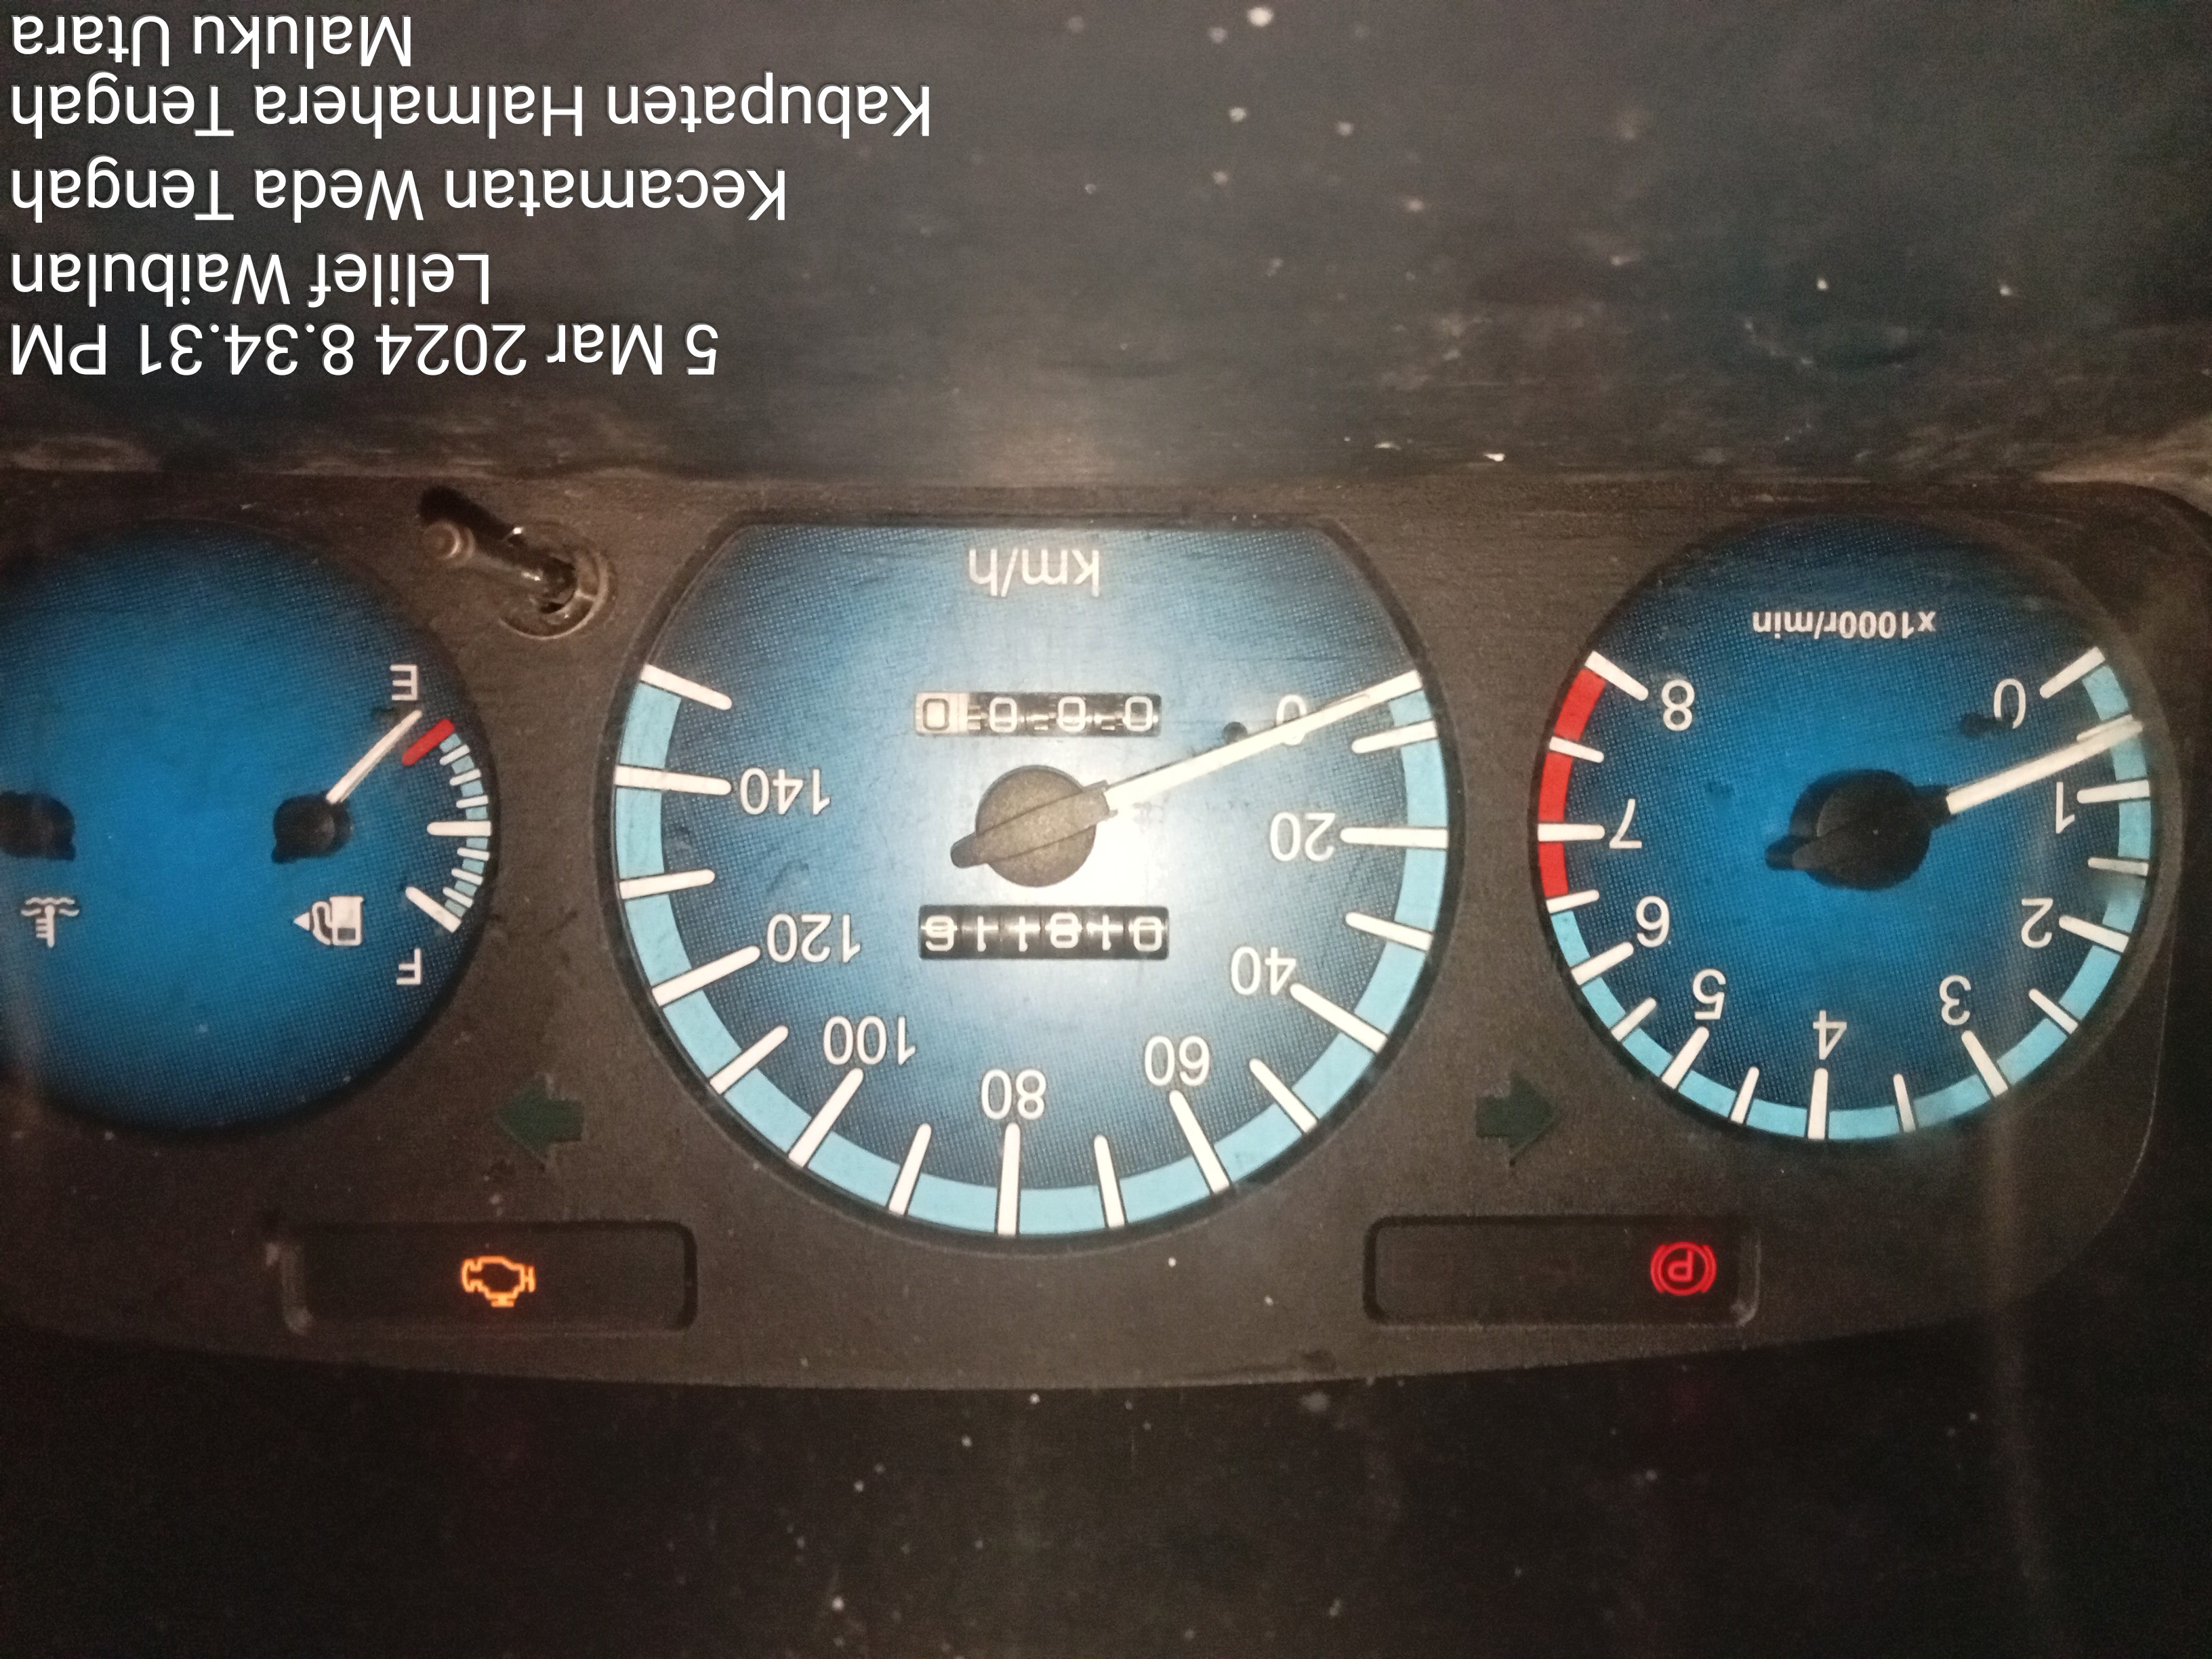 P
0
1
2
3
4
5
6
7
8
x1000r/min
0
20
40
60
80
100
120
140
0000
km/h
F
E
5 Mar 2024 8.34.31 PM
Lelilef Waibulan
Kecamatan Weda Tengah
Kabupaten Halmahera Tengah
Maluku Utara